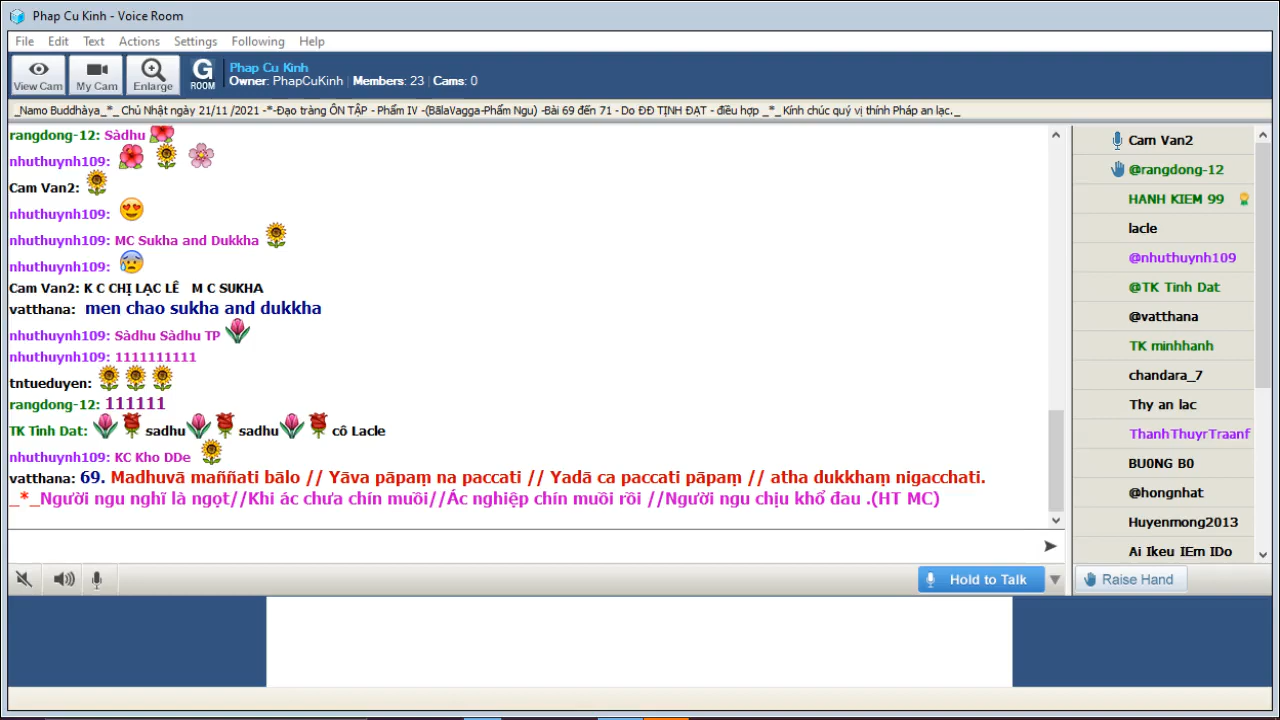 Phap Cu Kinh - Voice Room
File Edit Text Actions Settings Following Help
View Cam My Cam Enlarge G ROOM
Phap Cu Kinh
Owner: PhapCuKinh | Members: 23 | Cams: 0
_Namo Buddhàya_*_Chủ Nhật ngày 21/11 /2021 -*-Đạo tràng ÔN TẬP - Phẩm IV -(BālaVagga-Phẩm Ngu) -Bài 69 đến 71 - Do ĐĐ TỊNH ĐẠT - điều hợp _*_Kính chúc quý vị thính Pháp an lạc._
rangdong-12: Sàdhu
nhuthuynh109:
Cam Van2:
nhuthuynh109:
nhuthuynh109: MC Sukha and Dukkha
nhuthuynh109:
Cam Van2: K C CHỊ LẠC LÊ M C SUKHA
vatthana: men chao sukha and dukkha
nhuthuynh109: Sàdhu Sàdhu TP
nhuthuynh109: 1111111111
tntueduyen:
rangdong-12: 111111
TK Tinh Dat: sadhu sadhu cô Lacle
nhuthuynh109: KC Kho DDe
vatthana: 69. Madhuvā maññati bālo // Yāva pāpaṃ na paccati // Yadā ca paccati pāpaṃ // atha dukkhaṃ nigacchati.
_*_Người ngu nghĩ là ngọt//Khi ác chưa chín muồi//Ác nghiệp chín muồi rồi //Người ngu chịu khổ đau .(HT MC)
Hold to Talk
Cam Van2
@rangdong-12
HANH KIEM 99
lacle
@nhuthuynh109
@TK Tinh Dat
@vatthana
TK minhhanh
chandara_7
Thy an lac
ThanhThuyrTraanf
BU0NG B0
@hongnhat
Huyenmong2013
Ai Ikeu IEm IDo
Raise Hand